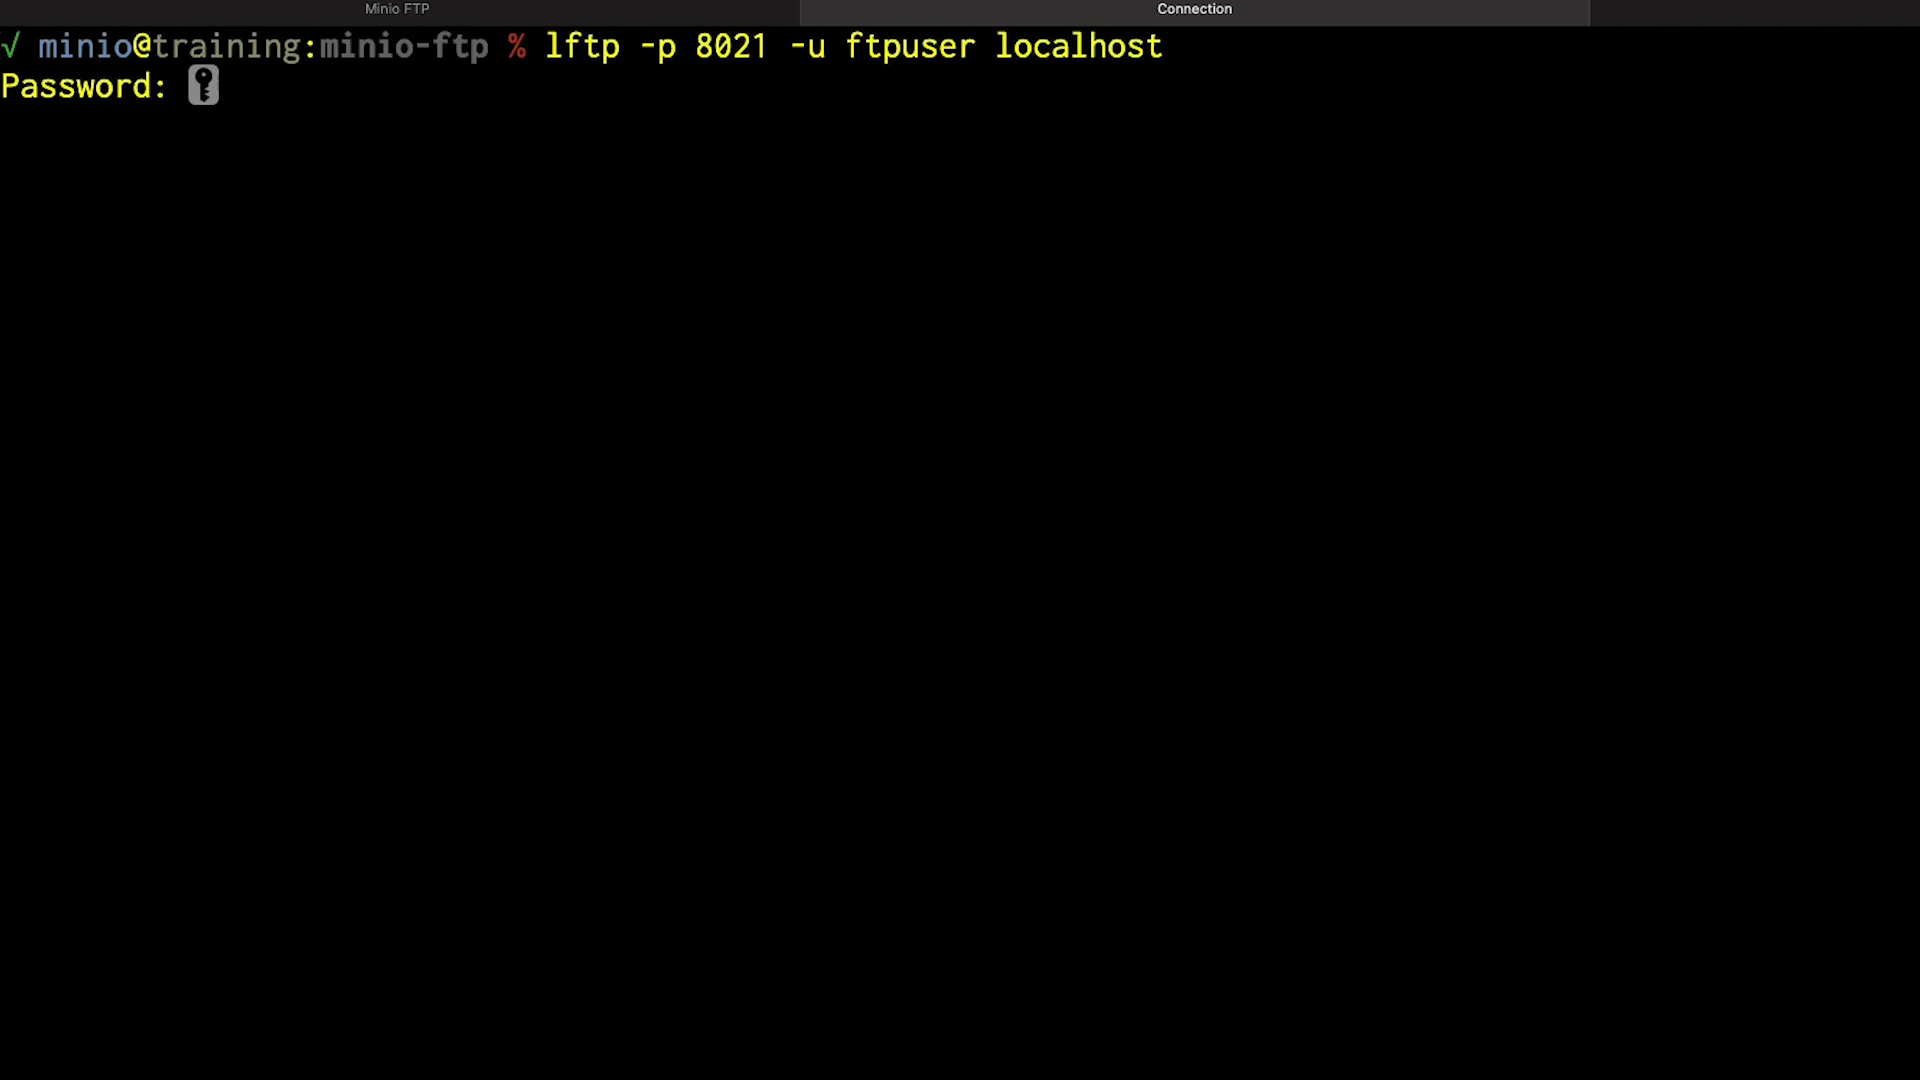 Minio FTP
Connection
√ minio@training:minio-ftp % lftp -p 8021 -u ftpuser localhost
Password: